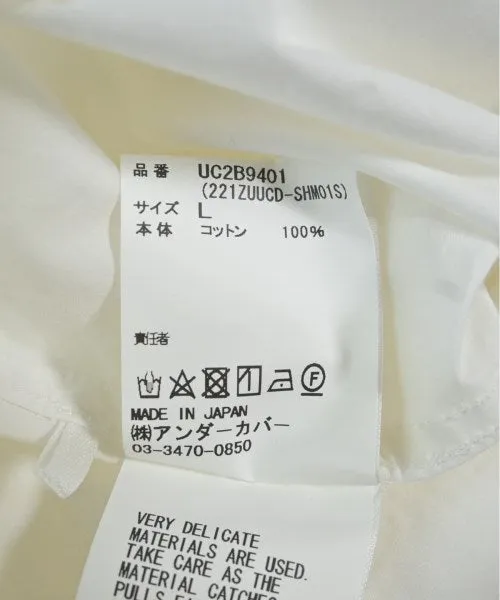 品番 UC2B9401
(221ZUUCD-SHM01S)
サイズ L
本体 コットン 100%
責任者
F
MADE IN JAPAN
㈱アンダーカバー
03-3470-0850
VERY DELICATE
MATERIALS ARE USED.
TAKE CARE AS THE
MATERIAL CATCHES
PULLS